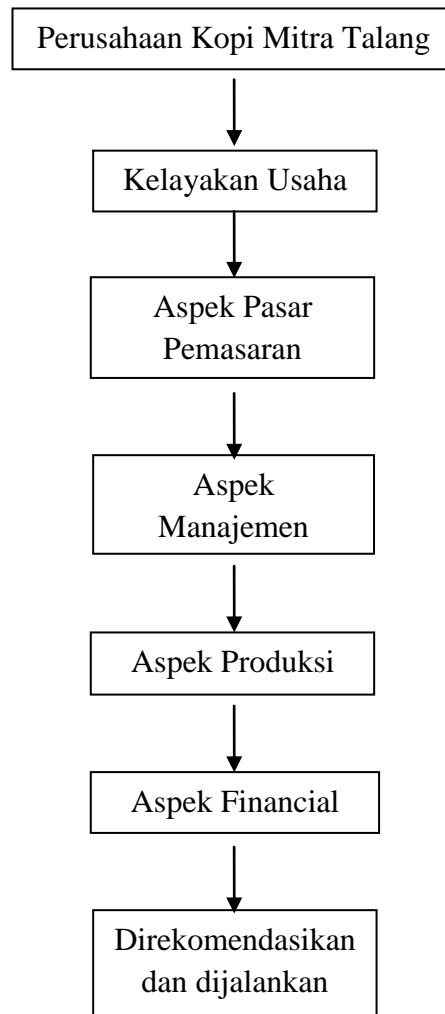 Perusahaan Kopi Mitra Talang
Kelayakan Usaha
Aspek Pasar
Pemasaran
Aspek
Manajemen
Aspek Produksi
Aspek Financial
Direkomendasikan
dan dijalankan